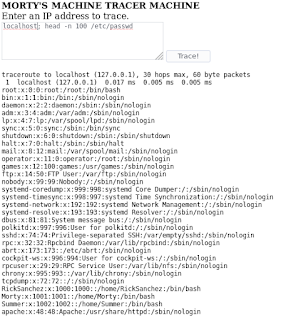 MORTY'S MACHINE TRACER MACHINE
Enter an IP address to trace.
localhost; head -n 100 /etc/passwd
Trace!
traceroute to localhost (127.0.0.1), 30 hops max, 60 byte packets
1 localhost (127.0.0.1) 0.017 ms 0.005 ms 0.005 ms
root:x:0:0:root:/root:/bin/bash
bin:x:1:1:bin:/bin:/sbin/nologin
daemon:x:2:2:daemon:/sbin:/sbin/nologin
adm:x:3:4:adm:/var/adm:/sbin/nologin
lp:x:4:7:lp:/var/spool/lpd:/sbin/nologin
sync:x:5:0:sync:/sbin:/bin/sync
shutdown:x:6:0:shutdown:/sbin:/sbin/shutdown
halt:x:7:0:halt:/sbin:/sbin/halt
mail:x:8:12:mail:/var/spool/mail:/sbin/nologin
operator:x:11:0:operator:/root:/sbin/nologin
games:x:12:100:games:/usr/games:/sbin/nologin
ftp:x:14:50:FTP User:/var/ftp:/sbin/nologin
nobody:x:99:99:Nobody:/:/sbin/nologin
systemd-coredump:x:999:998:systemd Core Dumper:/:/sbin/nologin
systemd-timesync:x:998:997:systemd Time Synchronization:/:/sbin/nologin
systemd-network:x:192:192:systemd Network Management:/:/sbin/nologin
systemd-resolve:x:193:193:systemd Resolver:/:/sbin/nologin
dbus:x:81:81:System message bus:/:/sbin/nologin
polkitd:x:997:996:User for polkitd:/:/sbin/nologin
sshd:x:74:74:Privilege-separated SSH:/var/empty/sshd:/sbin/nologin
rpc:x:32:32:Rpcbind Daemon:/var/lib/rpcbind:/sbin/nologin
abrt:x:173:173::/etc/abrt:/sbin/nologin
cockpit-ws:x:996:994:User for cockpit-ws:/:/sbin/nologin
rpcuser:x:29:29:RPC Service User:/var/lib/nfs:/sbin/nologin
chrony:x:995:993::/var/lib/chrony:/sbin/nologin
tcpdump:x:72:72::/:/sbin/nologin
RickSanchez:x:1000:1000::/home/RickSanchez:/bin/bash
Morty:x:1001:1001::/home/Morty:/bin/bash
Summer:x:1002:1002::/home/Summer:/bin/bash
apache:x:48:48:Apache:/usr/share/httpd:/sbin/nologin